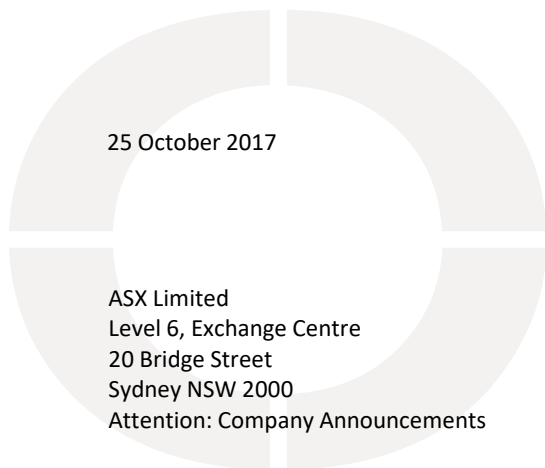 25 October 2017
ASX Limited
Level 6, Exchange Centre
20 Bridge Street
Sydney NSW 2000
Attention: Company Announcements